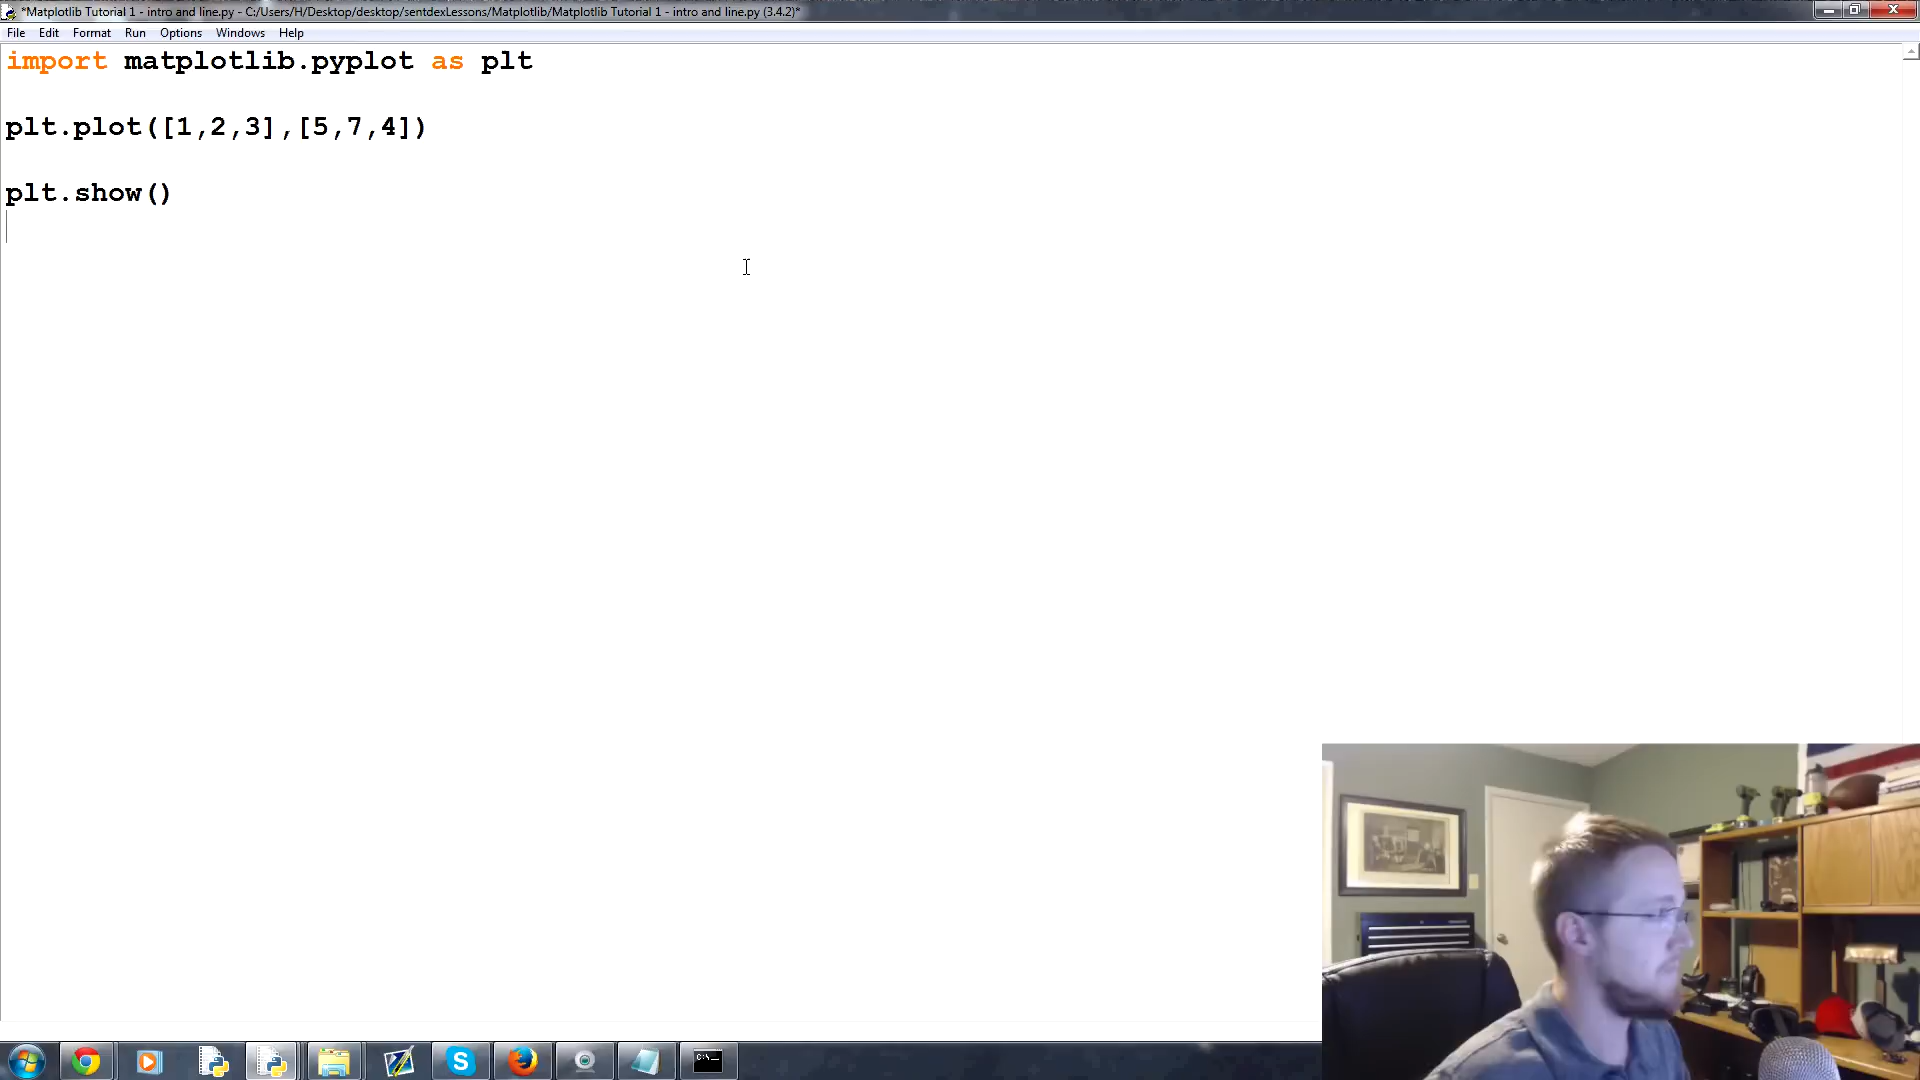 *Matplotlib Tutorial 1 - intro and line.py - C:/Users/H/Desktop/desktop/sentdexLessons/Matplotlib/Matplotlib Tutorial 1 - intro and line.py (3.4.2)*
File Edit Format Run Options Windows Help
import matplotlib.pyplot as plt
plt.plot([1,2,3],[5,7,4])
plt.show()